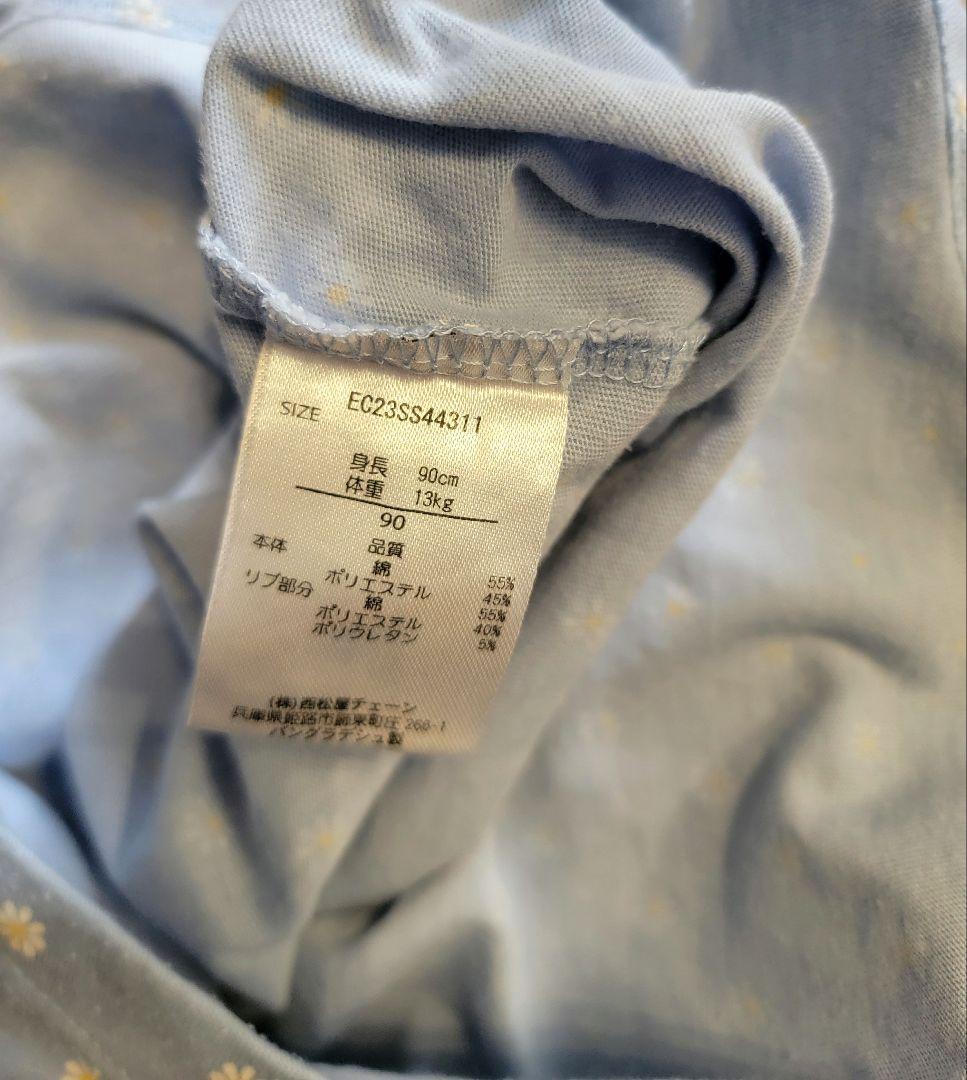 EC23SS44311
SIZE
身長 90cm
体重 13kg
90
品質
本体 綿 55%
ポリエステル 45%
リブ部分 綿 55%
ポリエステル 40%
ポリウレタン 5%
(株)西松屋チェーン
兵庫県姫路市飾東町庄266-1
バングラデシュ製